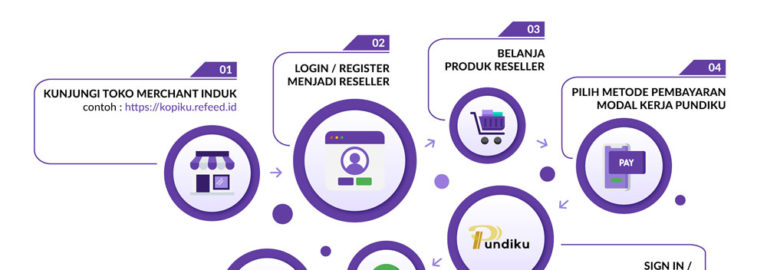 01
KUNJUNGI TOKO MERCHANT INDUK
contoh : https://kopiku.refeed.id
02
LOGIN / REGISTER
MENJADI RESELLER
03
BELANJA
PRODUK RESELLER
04
PILIH METODE PEMBAYARAN
MODAL KERJA PUNDIKU
PAY
Pundiku
SIGN IN /